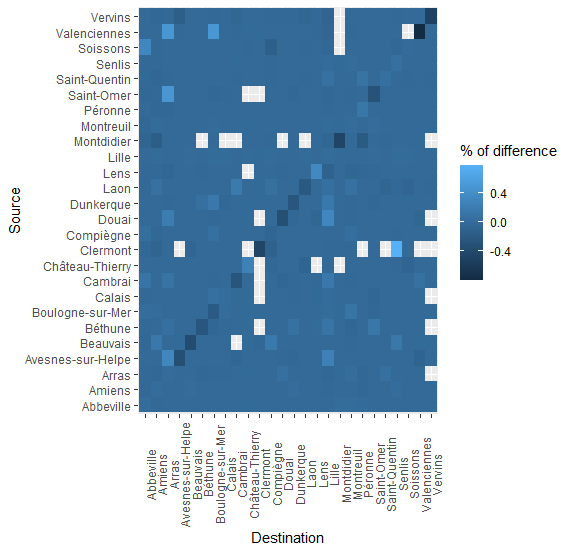 Vervins
Valenciennes
Soissons
Senlis
Saint-Quentin
Saint-Omer
Péronne
Montreuil
Montdidier
Lille
Lens
Laon
Dunkerque
Douai
Compiègne
Clermont
Château-Thierry
Cambrai
Calais
Boulogne-sur-Mer
Béthune
Beauvais
Avesnes-sur-Helpe
Arras
Amiens
Abbeville
Source
Abbeville
Amiens
Arras
Avesnes-sur-Helpe
Beauvais
Béthune
Boulogne-sur-Mer
Calais
Cambrai
Château-Thierry
Clermont
Compiègne
Douai
Dunkerque
Laon
Lens
Lille
Montdidier
Montreuil
Péronne
Saint-Omer
Saint-Quentin
Senlis
Soissons
Valenciennes
Vervins
Destination
% of difference
0.4
0.0
-0.4